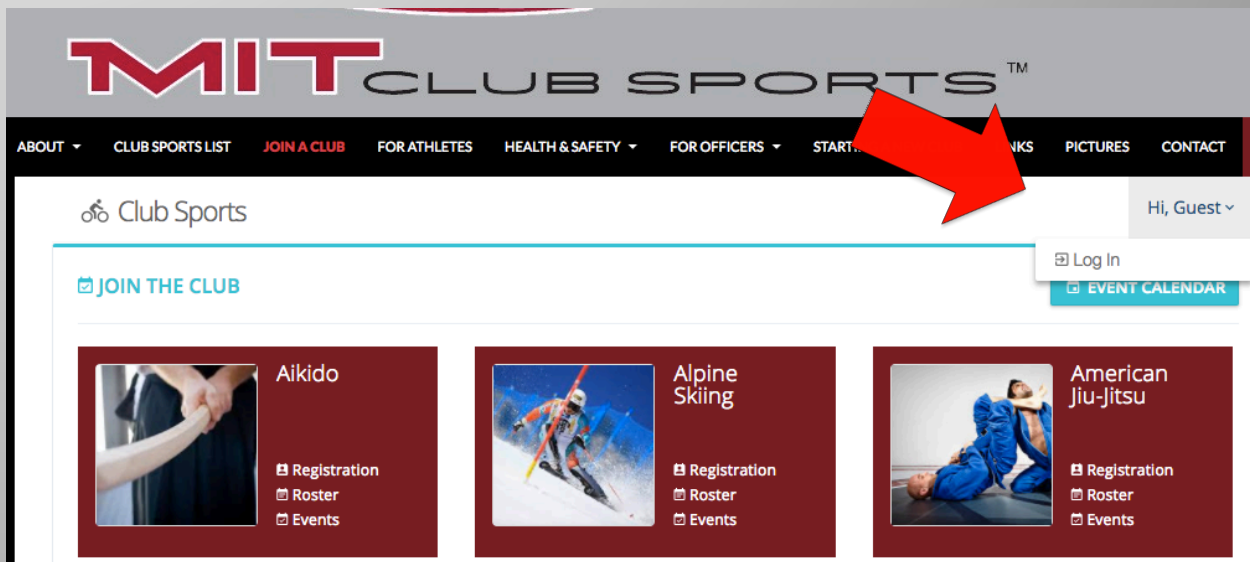 MIT CLUB SPORTS™
ABOUT CLUB SPORTS LIST JOIN A CLUB FOR ATHLETES HEALTH & SAFETY FOR OFFICERS PICTURES CONTACT
Club Sports
Hi, Guest
Log In
JOIN THE CLUB
EVENT CALENDAR
Aikido
Registration
Roster
Events
Alpine
Skiing
Registration
Roster
Events
American
Jiu-Jitsu
Registration
Roster
Events